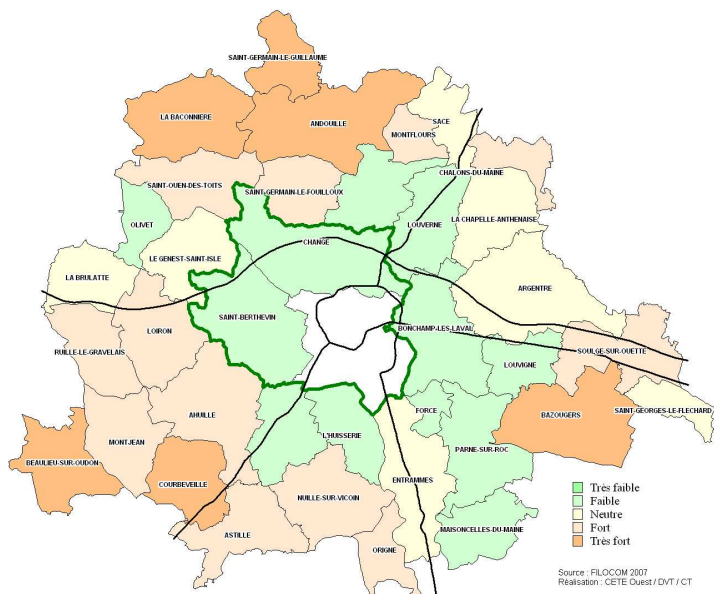 SAINT-GERMAIN-LE-GUILLAUME
LA BACONNIERE
ANDOUILLE
SACE
MONTFLOURS
CHALONS-DU-MAINE
SAINT-OUEN-DES-TOITS
SAINT-GERMAIN-LE-FOUILLOUX
LA CHAPELLE-ANTHENAISE
OLIVET
LOUVERNE
CHANGE
LE GENEST-SAINT-ISLE
LA BRULATTE
ARGENTRE
SAINT-BERTHEVIN
BONCHAMP-LES-LAVAL
LOIRON
RUILLE-LE-GRAVELAIS
SOULGE-SUR-OUETTE
LOUVIGNE
AHUILLE
FORCE
BAZOUGERS
SAINT-GEORGES-LE-FLECHARD
L'HUISSERIE
MONTJEAN
PARNE-SUR-ROC
BEAULIEU-SUR-OUDON
COURBEVEILLE
ENTRAMMES
NUILLE-SUR-VICOIN
MAISONCELLES-DU-MAINE
ASTILLE
ORIGNE
Très faible
Faible
Neutre
Fort
Très fort
Source : FILOCOM 2007
Réalisation : CETE Ouest / DVT / CT